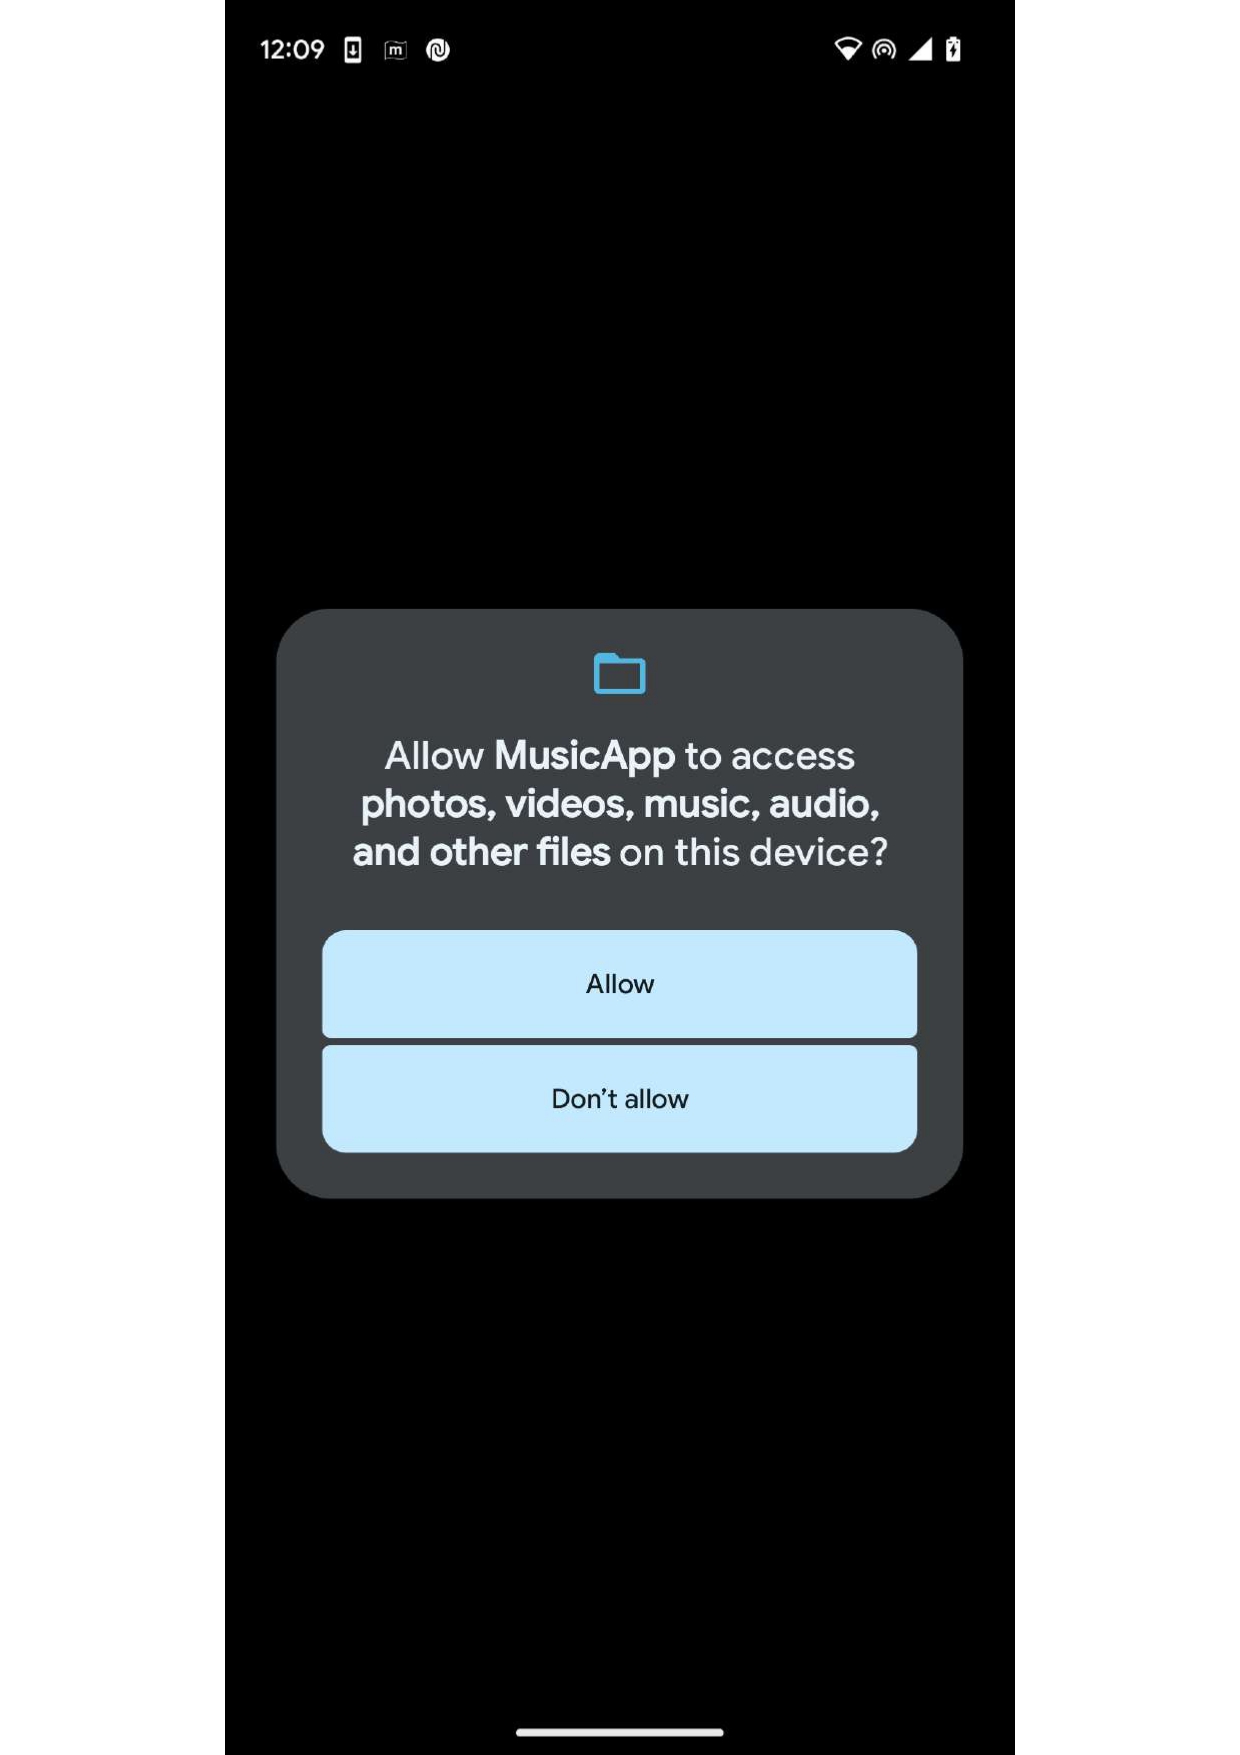 12:09
m
Allow MusicApp to access
photos, videos, music, audio,
and other files on this device?
Allow
Don’t allow